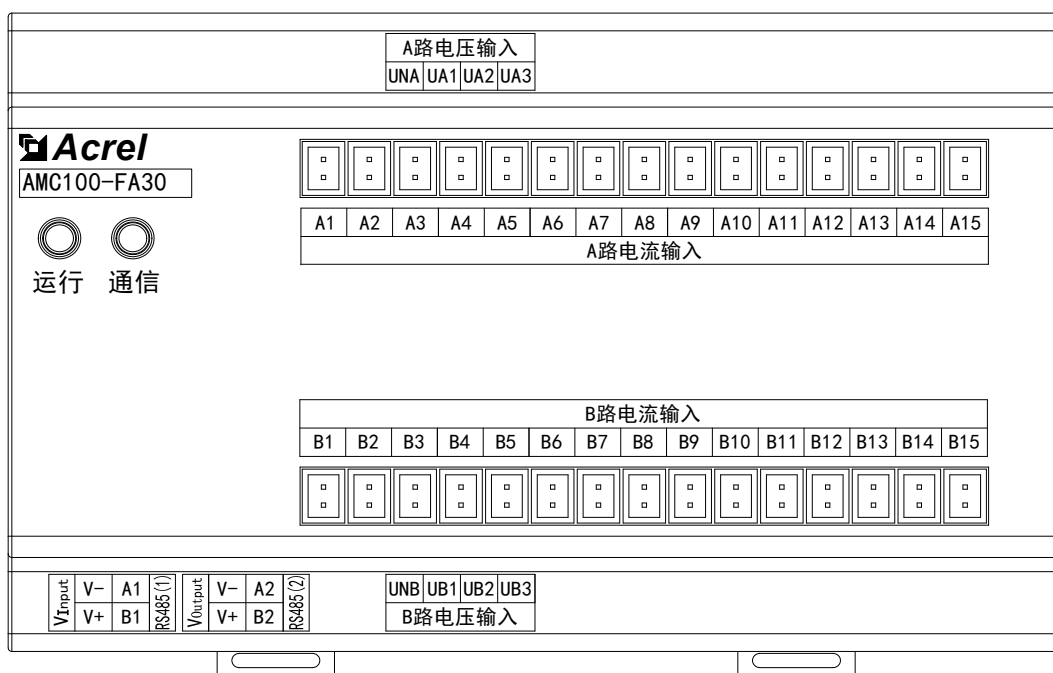 A路电压输入
UNA UA1 UA2 UA3
Acrel
AMC100-FA30
运行 通信
A1 A2 A3 A4 A5 A6 A7 A8 A9 A10 A11 A12 A13 A14 A15
A路电流输入
B路电流输入
B1 B2 B3 B4 B5 B6 B7 B8 B9 B10 B11 B12 B13 B14 B15
VInput V- A1 RS485(1) VOutput V- A2 RS485(2)
V+ B1 V+ B2
UNB UB1 UB2 UB3
B路电压输入